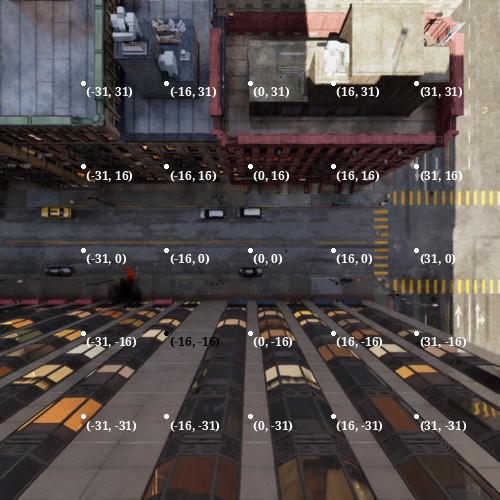 (-31, 31) (-16, 31) (0, 31) (16, 31) (31, 31)
(-31, 16) (-16, 16) (0, 16) (16, 16) (31, 16)
(-31, 0) (-16, 0) (0, 0) (16, 0) (31, 0)
(-31, -16) (-16, -16) (0, -16) (16, -16) (31, -16)
(-31, -31) (-16, -31) (0, -31) (16, -31) (31, -31)